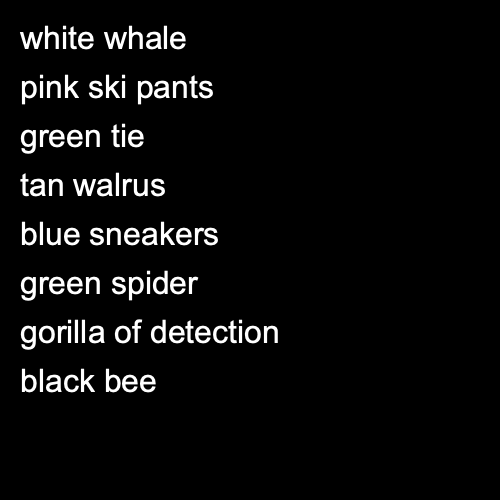 white whale
pink ski pants
green tie
tan walrus
blue sneakers
green spider
gorilla of detection
black bee